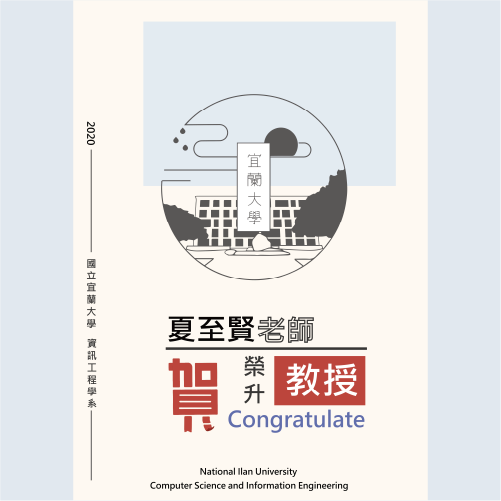 2020
國立宜蘭大學 資訊工程學系
宜蘭大學
夏至賢老師
賀
榮升
教授
Congratulate
National Ilan University
Computer Science and Information Engineering